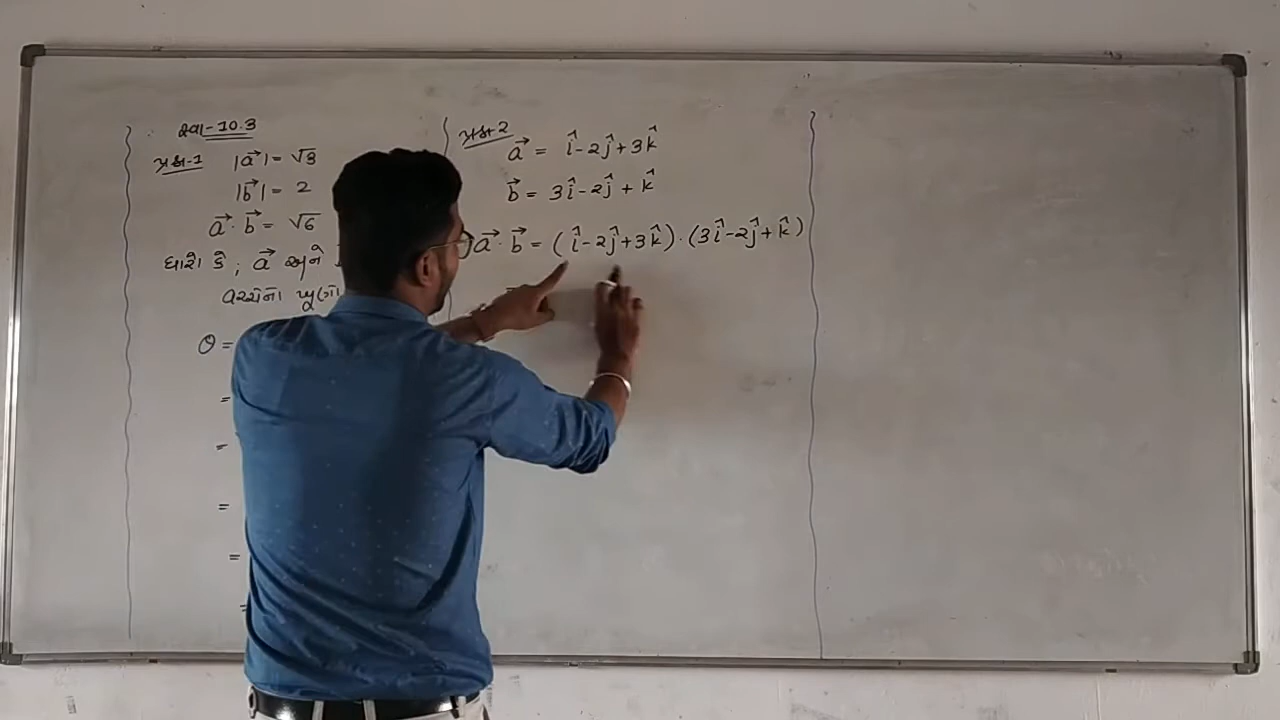 સ્વા-10.3
પ્રશ્ન-1 |a⃗| = √3
|b⃗| = 2
a⃗ · b⃗ = √6
ધારો કે ; a⃗ અને
વચ્ચેના ખૂણો
θ =
=
=
=
=
=
પ્રશ્ન-2
a⃗ = î - 2ĵ + 3k̂
b⃗ = 3î - 2ĵ + k̂
a⃗ · b⃗ = (î - 2ĵ + 3k̂) · (3î - 2ĵ + k̂)